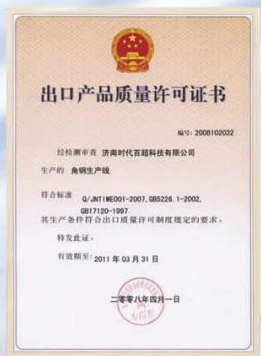 出口产品质量许可证书
编号: 2008102032
经检测审查 济南时代百超科技有限公司
生产的 角钢生产线
符合标准 Q/JNTIME001-2007, GB5226.1-2002,
GB17120-1997
其生产条件符合出口质量许可制度规定的要求。
特发此证。
有效期至: 2011 年 03 月 31 日
二零零八年四月一日